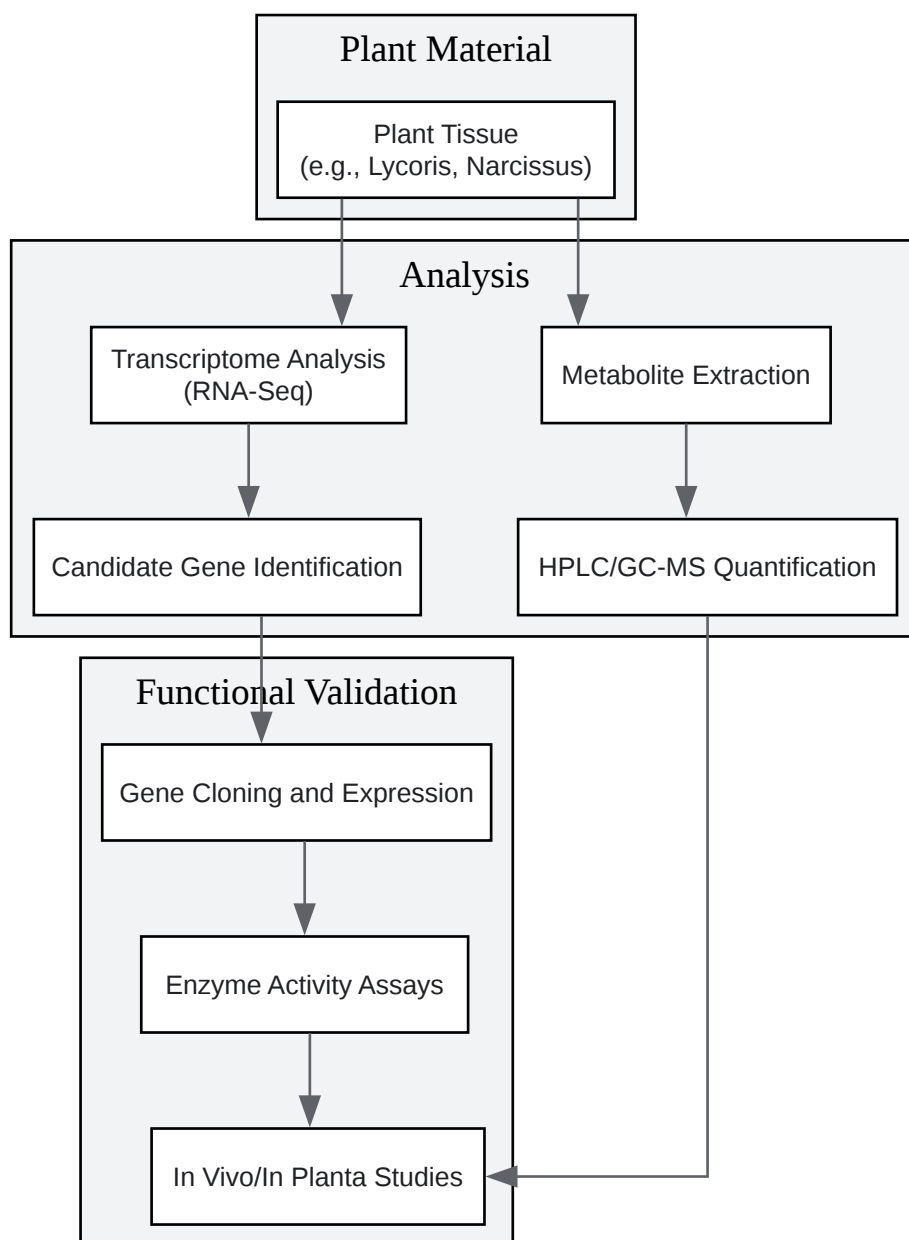 Plant Material
Plant Tissue
(e.g., Lycoris, Narcissus)
Analysis
Transcriptome Analysis
(RNA-Seq)
Metabolite Extraction
Candidate Gene Identification
HPLC/GC-MS Quantification
Functional Validation
Gene Cloning and Expression
Enzyme Activity Assays
In Vivo/In Planta Studies